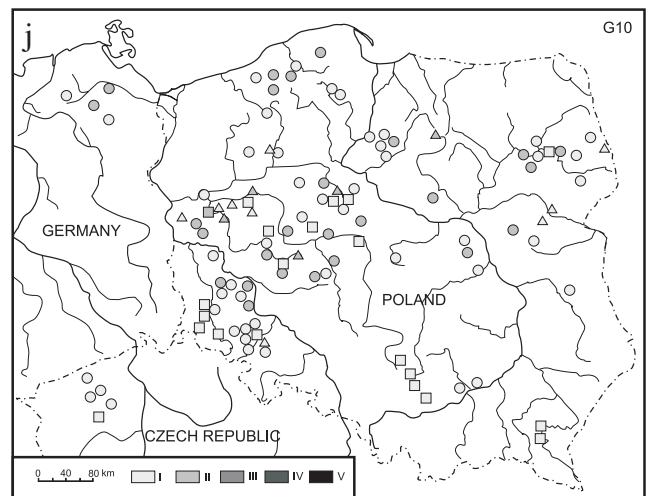 j
G10
GERMANY
POLAND
CZECH REPUBLIC
0 40 80 km I II III IV V